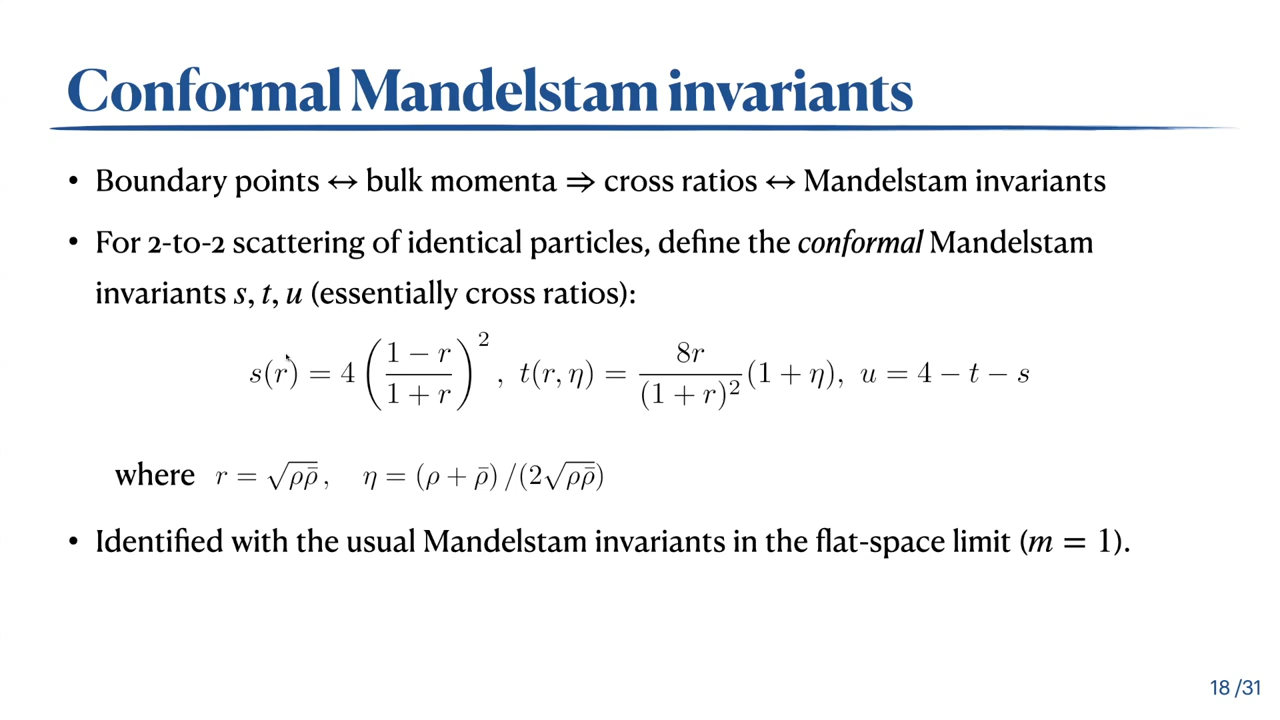 Conformal Mandelstam invariants
• Boundary points ↔ bulk momenta ⇒ cross ratios ↔ Mandelstam invariants
• For 2-to-2 scattering of identical particles, define the conformal Mandelstam
invariants s, t, u (essentially cross ratios):
s(r) = 4 ( (1 − r) / (1 + r) )², t(r, η) = 8r / (1 + r)² (1 + η), u = 4 − t − s
where r = √(ρρ̄), η = (ρ + ρ̄) /(2√(ρρ̄))
• Identified with the usual Mandelstam invariants in the flat-space limit (m = 1).
18 /31